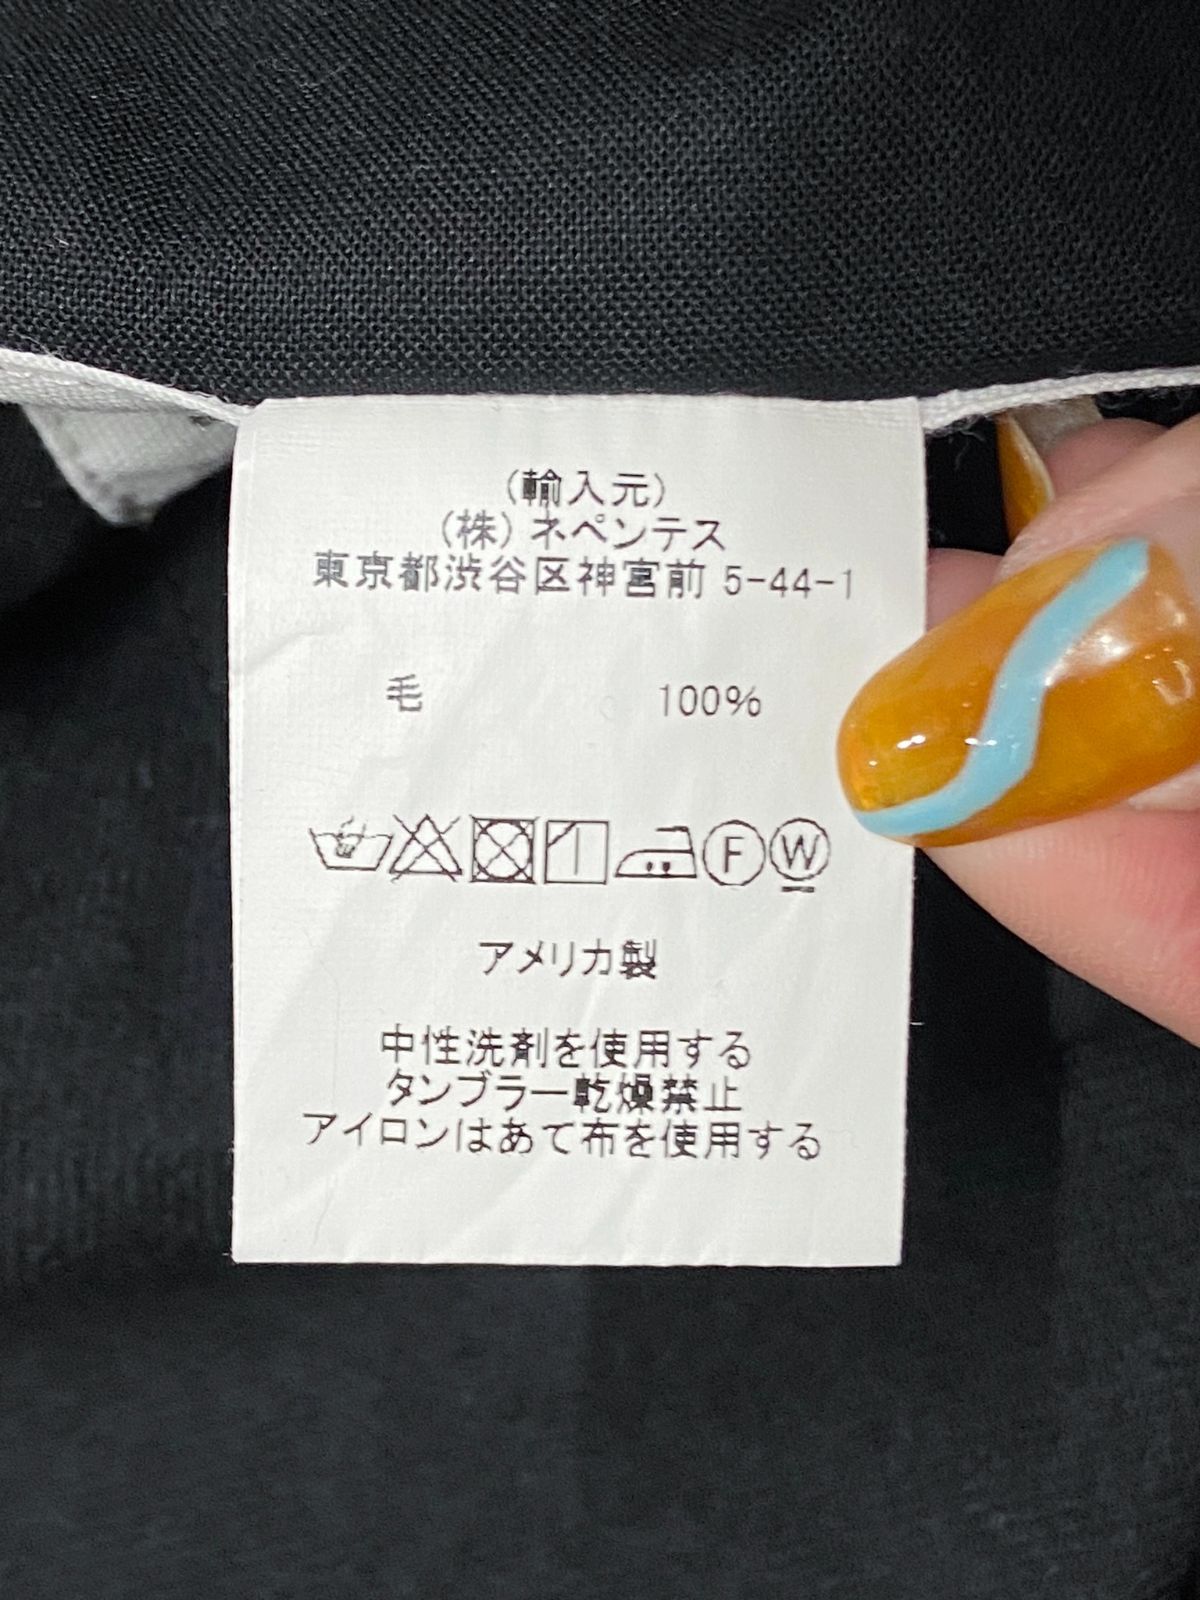 (輸入元)
(株) ネペンテス
東京都渋谷区神宮前 5-44-1
毛 100%
F W
アメリカ製
中性洗剤を使用する
タンブラー乾燥禁止
アイロンはあて布を使用する